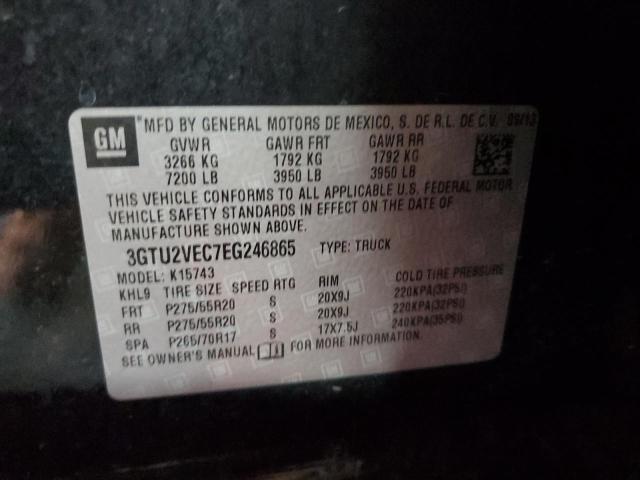 GM
*MFD BY GENERAL MOTORS DE MEXICO, S. DE R.L. DE C.V. 09/13
GVWR GAWR FRT GAWR RR
3266 KG 1792 KG 1792 KG
7200 LB 3950 LB 3950 LB
THIS VEHICLE CONFORMS TO ALL APPLICABLE U.S. FEDERAL MOTOR
VEHICLE SAFETY STANDARDS IN EFFECT ON THE DATE OF
MANUFACTURE SHOWN ABOVE.
3GTU2VEC7EG246865 TYPE: TRUCK
MODEL: K15743
KHL9 TIRE SIZE SPEED RTG RIM COLD TIRE PRESSURE
FRT P275/55R20 S 20X9J 220KPA(32PSI)
RR P275/55R20 S 20X9J 220KPA(32PSI)
SPA P265/70R17 S 17X7.5J 240KPA(35PSI)
SEE OWNER'S MANUAL FOR MORE INFORMATION.